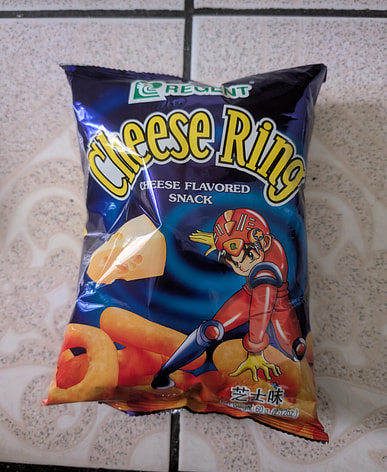 REGENT
Cheese Ring
CHEESE FLAVORED
SNACK
芝士味